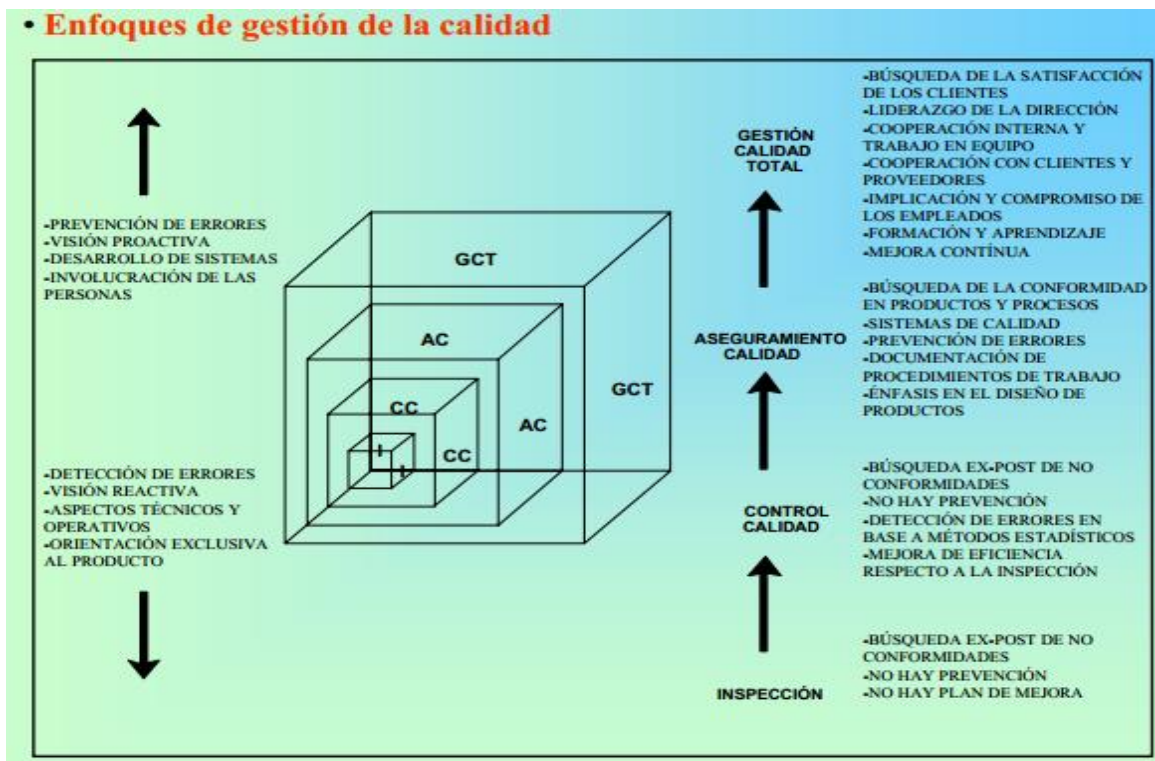 • Enfoques de gestión de la calidad
-PREVENCIÓN DE ERRORES
-VISIÓN PROACTIVA
-DESARROLLO DE SISTEMAS
-INVOLUCRACIÓN DE LAS
PERSONAS
-DETECCIÓN DE ERRORES
-VISIÓN REACTIVA
-ASPECTOS TÉCNICOS Y
OPERATIVOS
-ORIENTACIÓN EXCLUSIVA
AL PRODUCTO
GCT
AC
CC
I
I
CC
AC
GCT
GESTIÓN
CALIDAD
TOTAL
-BÚSQUEDA DE LA SATISFACCIÓN
DE LOS CLIENTES
-LIDERAZGO DE LA DIRECCIÓN
-COOPERACIÓN INTERNA Y
TRABAJO EN EQUIPO
-COOPERACIÓN CON CLIENTES Y
PROVEEDORES
-IMPLICACIÓN Y COMPROMISO DE
LOS EMPLEADOS
-FORMACIÓN Y APRENDIZAJE
-MEJORA CONTÍNUA
ASEGURAMIENTO
CALIDAD
-BÚSQUEDA DE LA CONFORMIDAD
EN PRODUCTOS Y PROCESOS
-SISTEMAS DE CALIDAD
-PREVENCIÓN DE ERRORES
-DOCUMENTACIÓN DE
PROCEDIMIENTOS DE TRABAJO
-ÉNFASIS EN EL DISEÑO DE
PRODUCTOS
CONTROL
CALIDAD
-BÚSQUEDA EX-POST DE NO
CONFORMIDADES
-NO HAY PREVENCIÓN
-DETECCIÓN DE ERRORES EN
BASE A MÉTODOS ESTADÍSTICOS
-MEJORA DE EFICIENCIA
RESPECTO A LA INSPECCIÓN
INSPECCIÓN
-BÚSQUEDA EX-POST DE NO
CONFORMIDADES
-NO HAY PREVENCIÓN
-NO HAY PLAN DE MEJORA